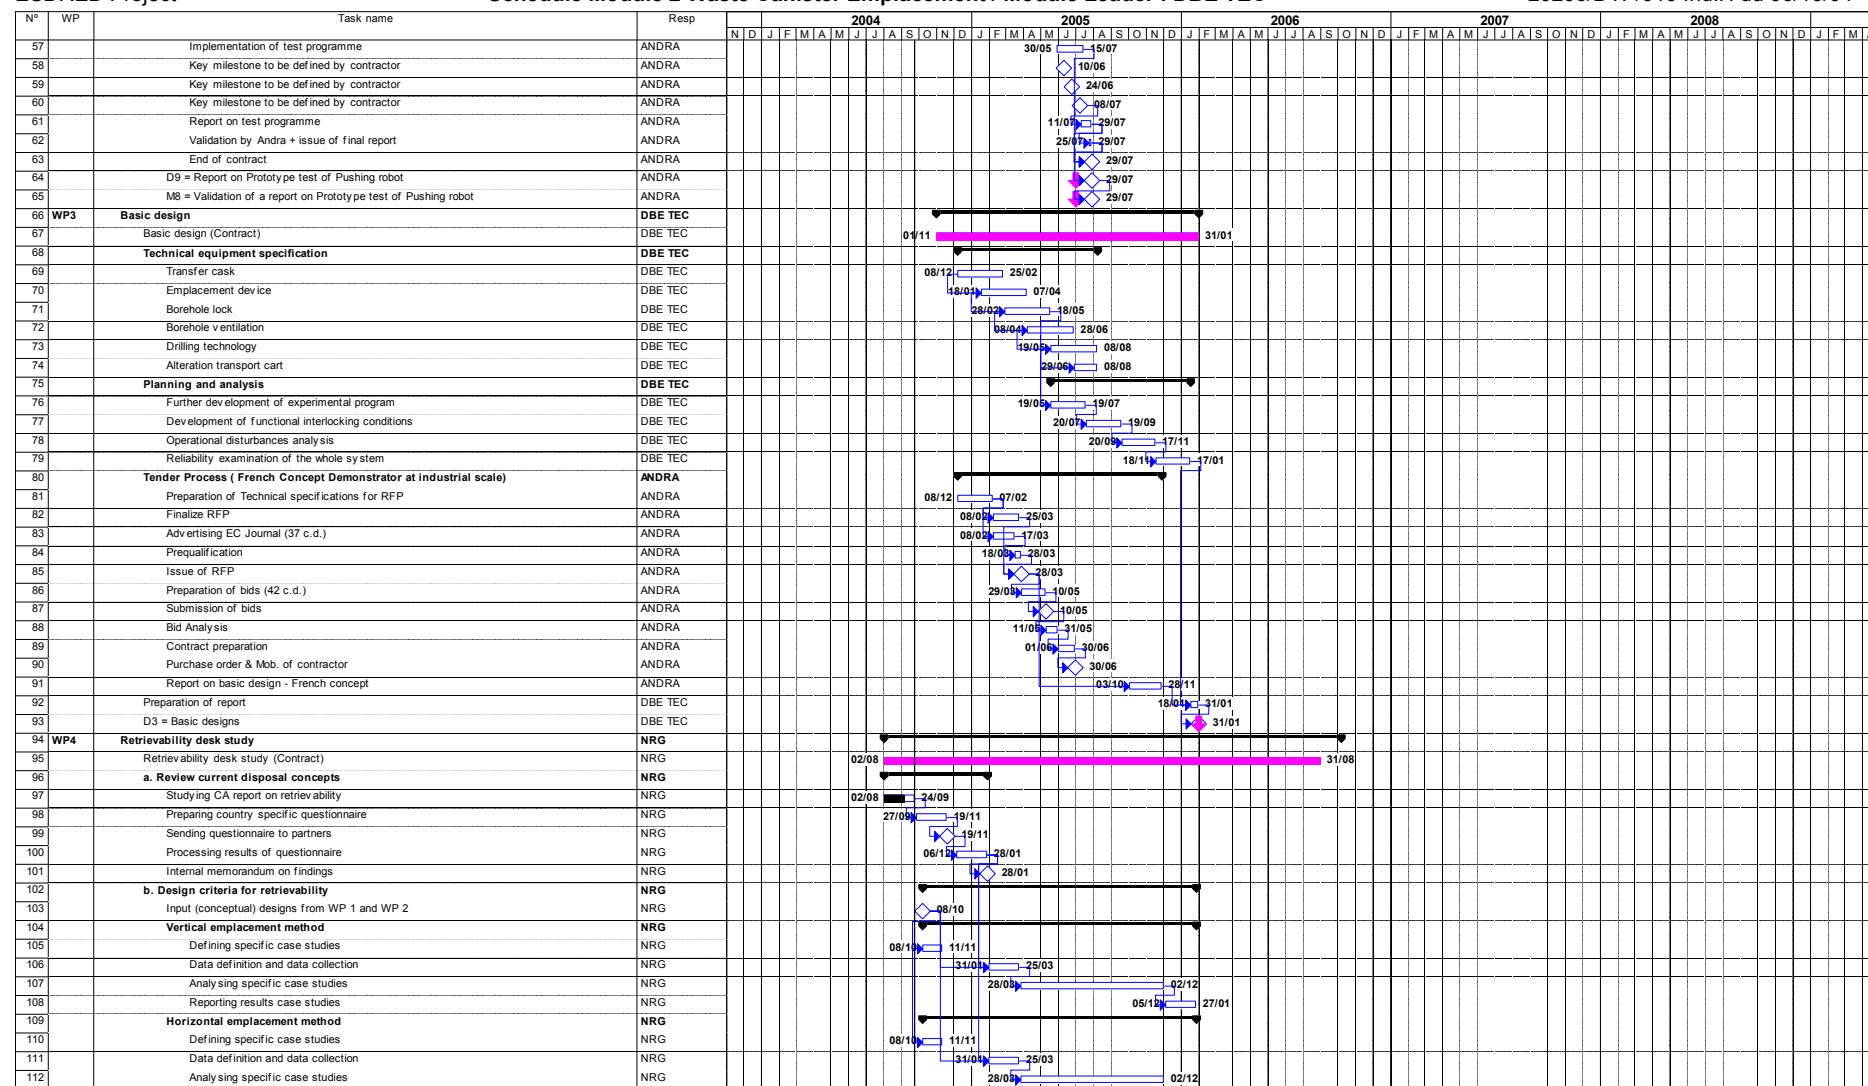 N° WP Task name Resp 2004 2005 2006 2007 2008
N D J F M A M J J A S O N D J F M A M J J A S O N D J F M A M J J A S O N D J F M A M J J A S O N D J F M A M J J A S O N D J F M
57 Implementation of test programme ANDRA 30/05 15/07
58 Key milestone to be defined by contractor ANDRA 10/06
59 Key milestone to be defined by contractor ANDRA 24/06
60 Key milestone to be defined by contractor ANDRA 08/07
61 Report on test programme ANDRA 11/07 29/07
62 Validation by Andra + issue of final report ANDRA 25/07 29/07
63 End of contract ANDRA 29/07
64 D9 = Report on Prototype test of Pushing robot ANDRA 29/07
65 M8 = Validation of a report on Prototype test of Pushing robot ANDRA 29/07
66 WP3 Basic design DBE TEC
67 Basic design (Contract) DBE TEC 01/11 31/01
68 Technical equipment specification DBE TEC
69 Transfer cask DBE TEC 08/12 25/02
70 Emplacement device DBE TEC 18/01 07/04
71 Borehole lock DBE TEC 28/02 18/05
72 Borehole ventilation DBE TEC 08/04 28/06
73 Drilling technology DBE TEC 19/05 08/08
74 Alteration transport cart DBE TEC 29/06 08/08
75 Planning and analysis DBE TEC
76 Further development of experimental program DBE TEC 19/05 19/07
77 Development of functional interlocking conditions DBE TEC 20/07 19/09
78 Operational disturbances analysis DBE TEC 20/09 17/11
79 Reliability examination of the whole system DBE TEC 18/11 17/01
80 Tender Process ( French Concept Demonstrator at industrial scale) ANDRA
81 Preparation of Technical specifications for RFP ANDRA 08/12 07/02
82 Finalize RFP ANDRA 08/02 25/03
83 Advertising EC Journal (37 c.d.) ANDRA 08/02 17/03
84 Prequalification ANDRA 18/03 28/03
85 Issue of RFP ANDRA 28/03
86 Preparation of bids (42 c.d.) ANDRA 29/03 10/05
87 Submission of bids ANDRA 10/05
88 Bid Analysis ANDRA 11/05 31/05
89 Contract preparation ANDRA 01/06 30/06
90 Purchase order & Mob. of contractor ANDRA 30/06
91 Report on basic design - French concept ANDRA 03/10 28/11
92 Preparation of report DBE TEC 18/01 31/01
93 D3 = Basic designs DBE TEC 31/01
94 WP4 Retrievability desk study NRG
95 Retrievability desk study (Contract) NRG 02/08 31/08
96 a. Review current disposal concepts NRG
97 Studying CA report on retrievability NRG 02/08 24/09
98 Preparing country specific questionnaire NRG 27/09 19/11
99 Sending questionnaire to partners NRG 19/11
100 Processing results of questionnaire NRG 06/12 28/01
101 Internal memorandum on findings NRG 28/01
102 b. Design criteria for retrievability NRG
103 Input (conceptual) designs from WP 1 and WP 2 NRG 08/10
104 Vertical emplacement method NRG
105 Defining specific case studies NRG 08/10 11/11
106 Data definition and data collection NRG 31/01 25/03
107 Analysing specific case studies NRG 28/03 02/12
108 Reporting results case studies NRG 05/12 27/01
109 Horizontal emplacement method NRG
110 Defining specific case studies NRG 08/10 11/11
111 Data definition and data collection NRG 31/01 25/03
112 Analysing specific case studies NRG 28/03 02/12